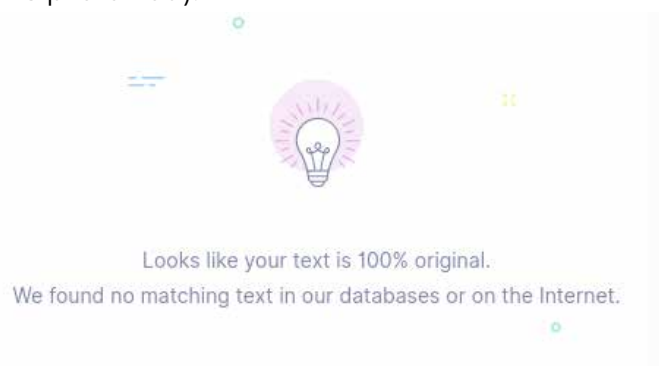 Looks like your text is 100% original.
We found no matching text in our databases or on the Internet.